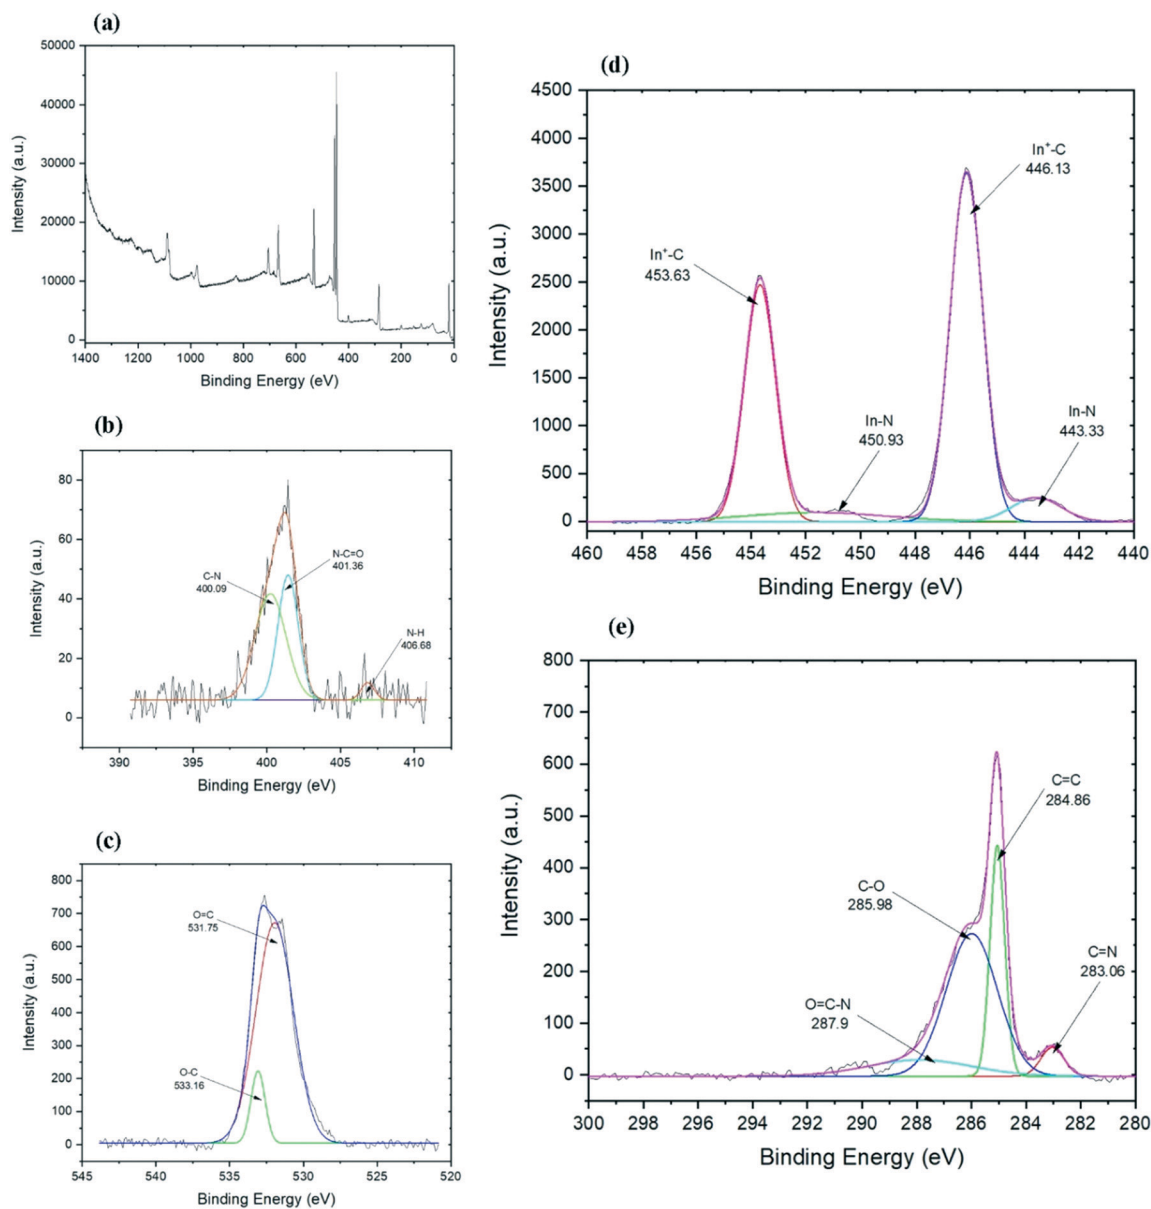 (a)
50000
40000
30000
20000
10000
0
1400 1200 1000 800 600 400 200 0
Intensity (a.u.)
Binding Energy (eV)
(b)
80
60
40
20
0
390 395 400 405 410
Intensity (a.u.)
Binding Energy (eV)
C-N
400.09
N-C=O
401.36
N-H
406.68
(c)
800
700
600
500
400
300
200
100
0
545 540 535 530 525 520
Intensity (a.u.)
Binding Energy (eV)
O=C
531.75
O-C
533.16
(d)
4500
4000
3500
3000
2500
2000
1500
1000
500
0
460 458 456 454 452 450 448 446 444 442 440
Intensity (a.u.)
Binding Energy (eV)
In⁺-C
453.63
In⁺-C
446.13
In-N
450.93
In-N
443.33
(e)
800
700
600
500
400
300
200
100
0
300 298 296 294 292 290 288 286 284 282 280
Intensity (a.u.)
Binding Energy (eV)
C=C
284.86
C-O
285.98
C=N
283.06
O=C-N
287.9